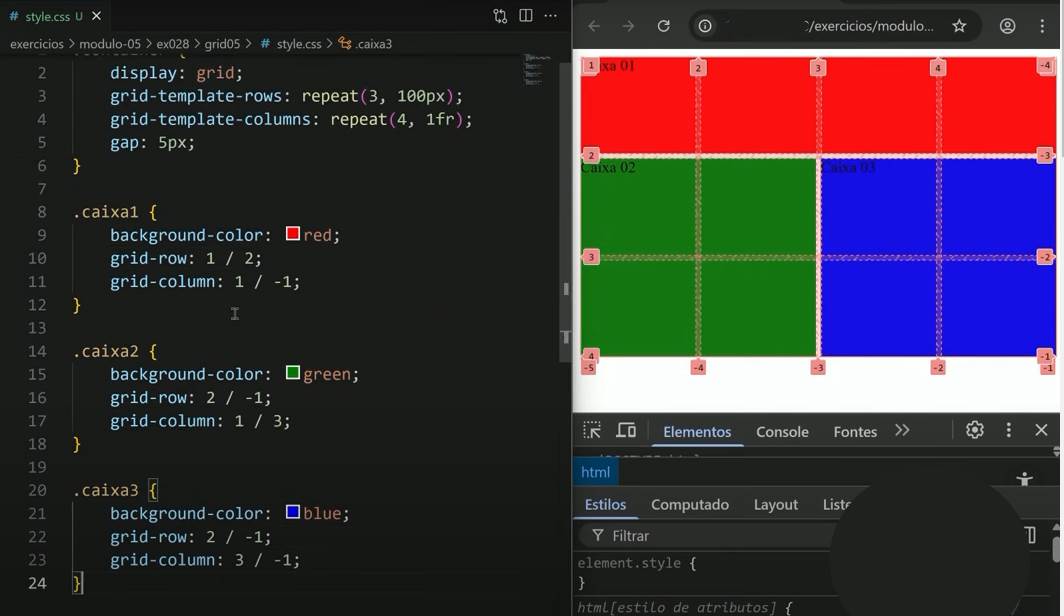 style.css U
exercicios > modulo-05 > ex028 > grid05 > style.css > .caixa3
2 display: grid;
3 grid-template-rows: repeat(3, 100px);
4 grid-template-columns: repeat(4, 1fr);
5 gap: 5px;
6 }
7
8 .caixa1 {
9 background-color: red;
10 grid-row: 1 / 2;
11 grid-column: 1 / -1;
12 }
13
14 .caixa2 {
15 background-color: green;
16 grid-row: 2 / -1;
17 grid-column: 1 / 3;
18 }
19
20 .caixa3 {
21 background-color: blue;
22 grid-row: 2 / -1;
23 grid-column: 3 / -1;
24 }
/exercicios/modulo...
1 2 3 4 -4
01
2 -3
Caixa 02 Caixa 03
3 -2
4 -1
-5 -4 -3 -2 -1
Elementos Console Fontes
html
Estilos Computado Layout
Filtrar
element.style {
}
html[estilo de atributos] {